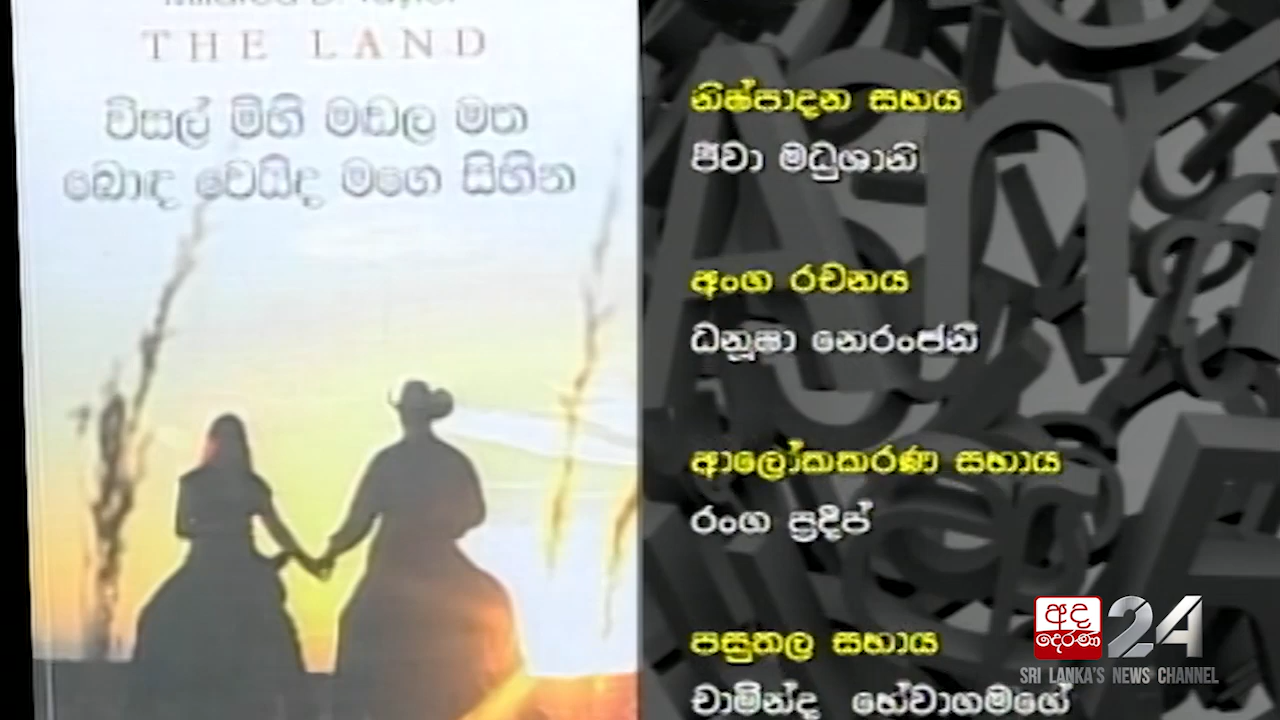 THE LAND
විසල් මිහි මඬල මත
බොඳ වෙයිද මගෙ සිහින
නිෂ්පාදන සහය
ජීවා මධුශානි
අංග රචනය
ධනූෂා නෙරංජනී
ආලෝකකරණ සහාය
රංග ප්‍රදීප්
පසුතල සහාය
චාමින්ද හේවාගමගේ
අද
දෙරණ
24
SRI LANKA'S NEWS CHANNEL